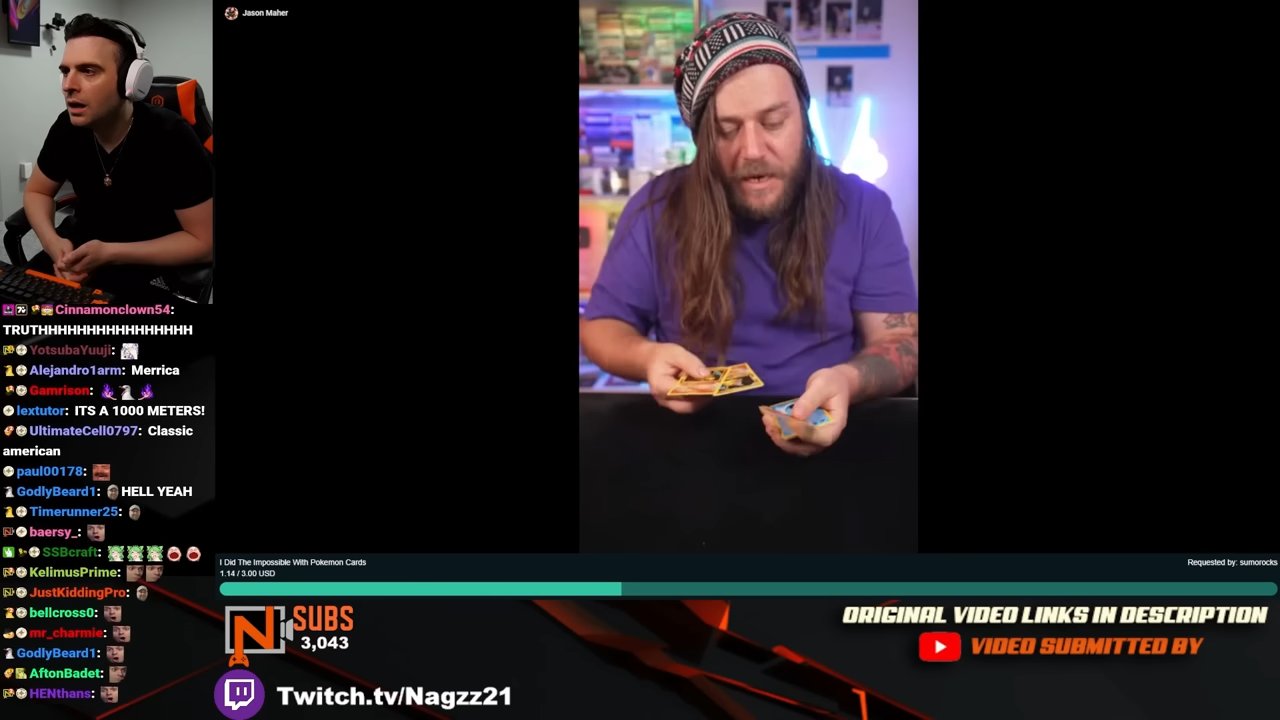 Jason Maher
Cinnamonclown54:
TRUTHHHHHHHHHHHHHHHH
YotsubaYuuji:
Alejandro1arm: Merrica
Gamrison:
lextutor: ITS A 1000 METERS!
UltimateCell0797: Classic
american
paul00178:
GodlyBeard1: HELL YEAH
Timerunner25:
baersy_:
SSBcraft:
KelimusPrime:
JustKiddingPro:
bellcross0:
mr_charmie:
GodlyBeard1:
AftonBadet:
HENthans:
I Did The Impossible With Pokemon Cards
Requested by: sumorocks
1.14 / 3.00 USD
N SUBS
3,043
Twitch.tv/Nagzz21
ORIGINAL VIDEO LINKS IN DESCRIPTION
VIDEO SUBMITTED BY